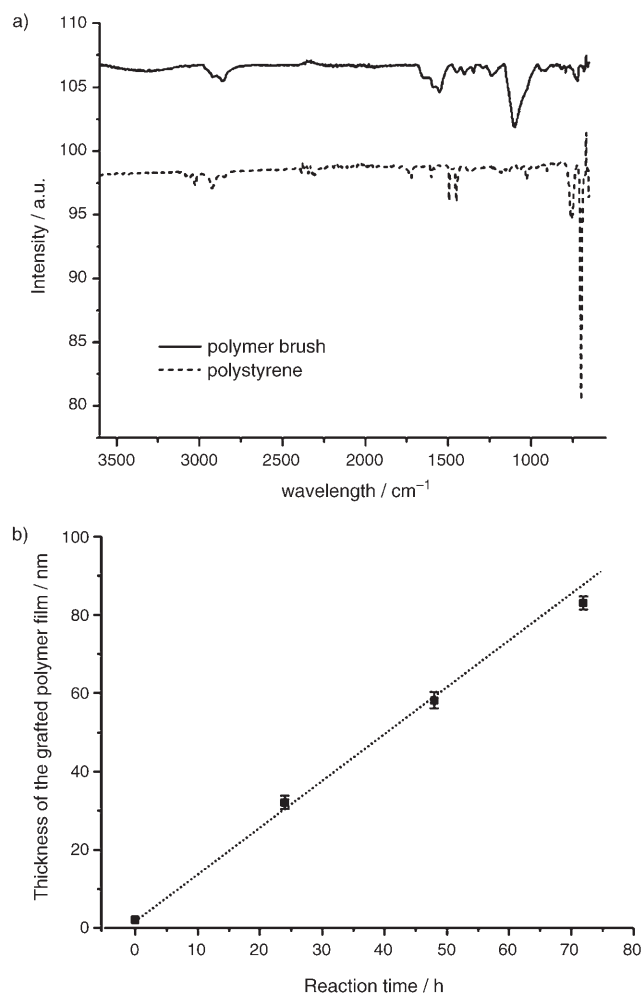 a)
110
105
100
95
90
85
80
Intensity / a.u.
polymer brush
polystyrene
3500 3000 2500 2000 1500 1000
wavelength / cm⁻¹
b)
100
80
60
40
20
0
Thickness of the grafted polymer film / nm
0 10 20 30 40 50 60 70 80
Reaction time / h